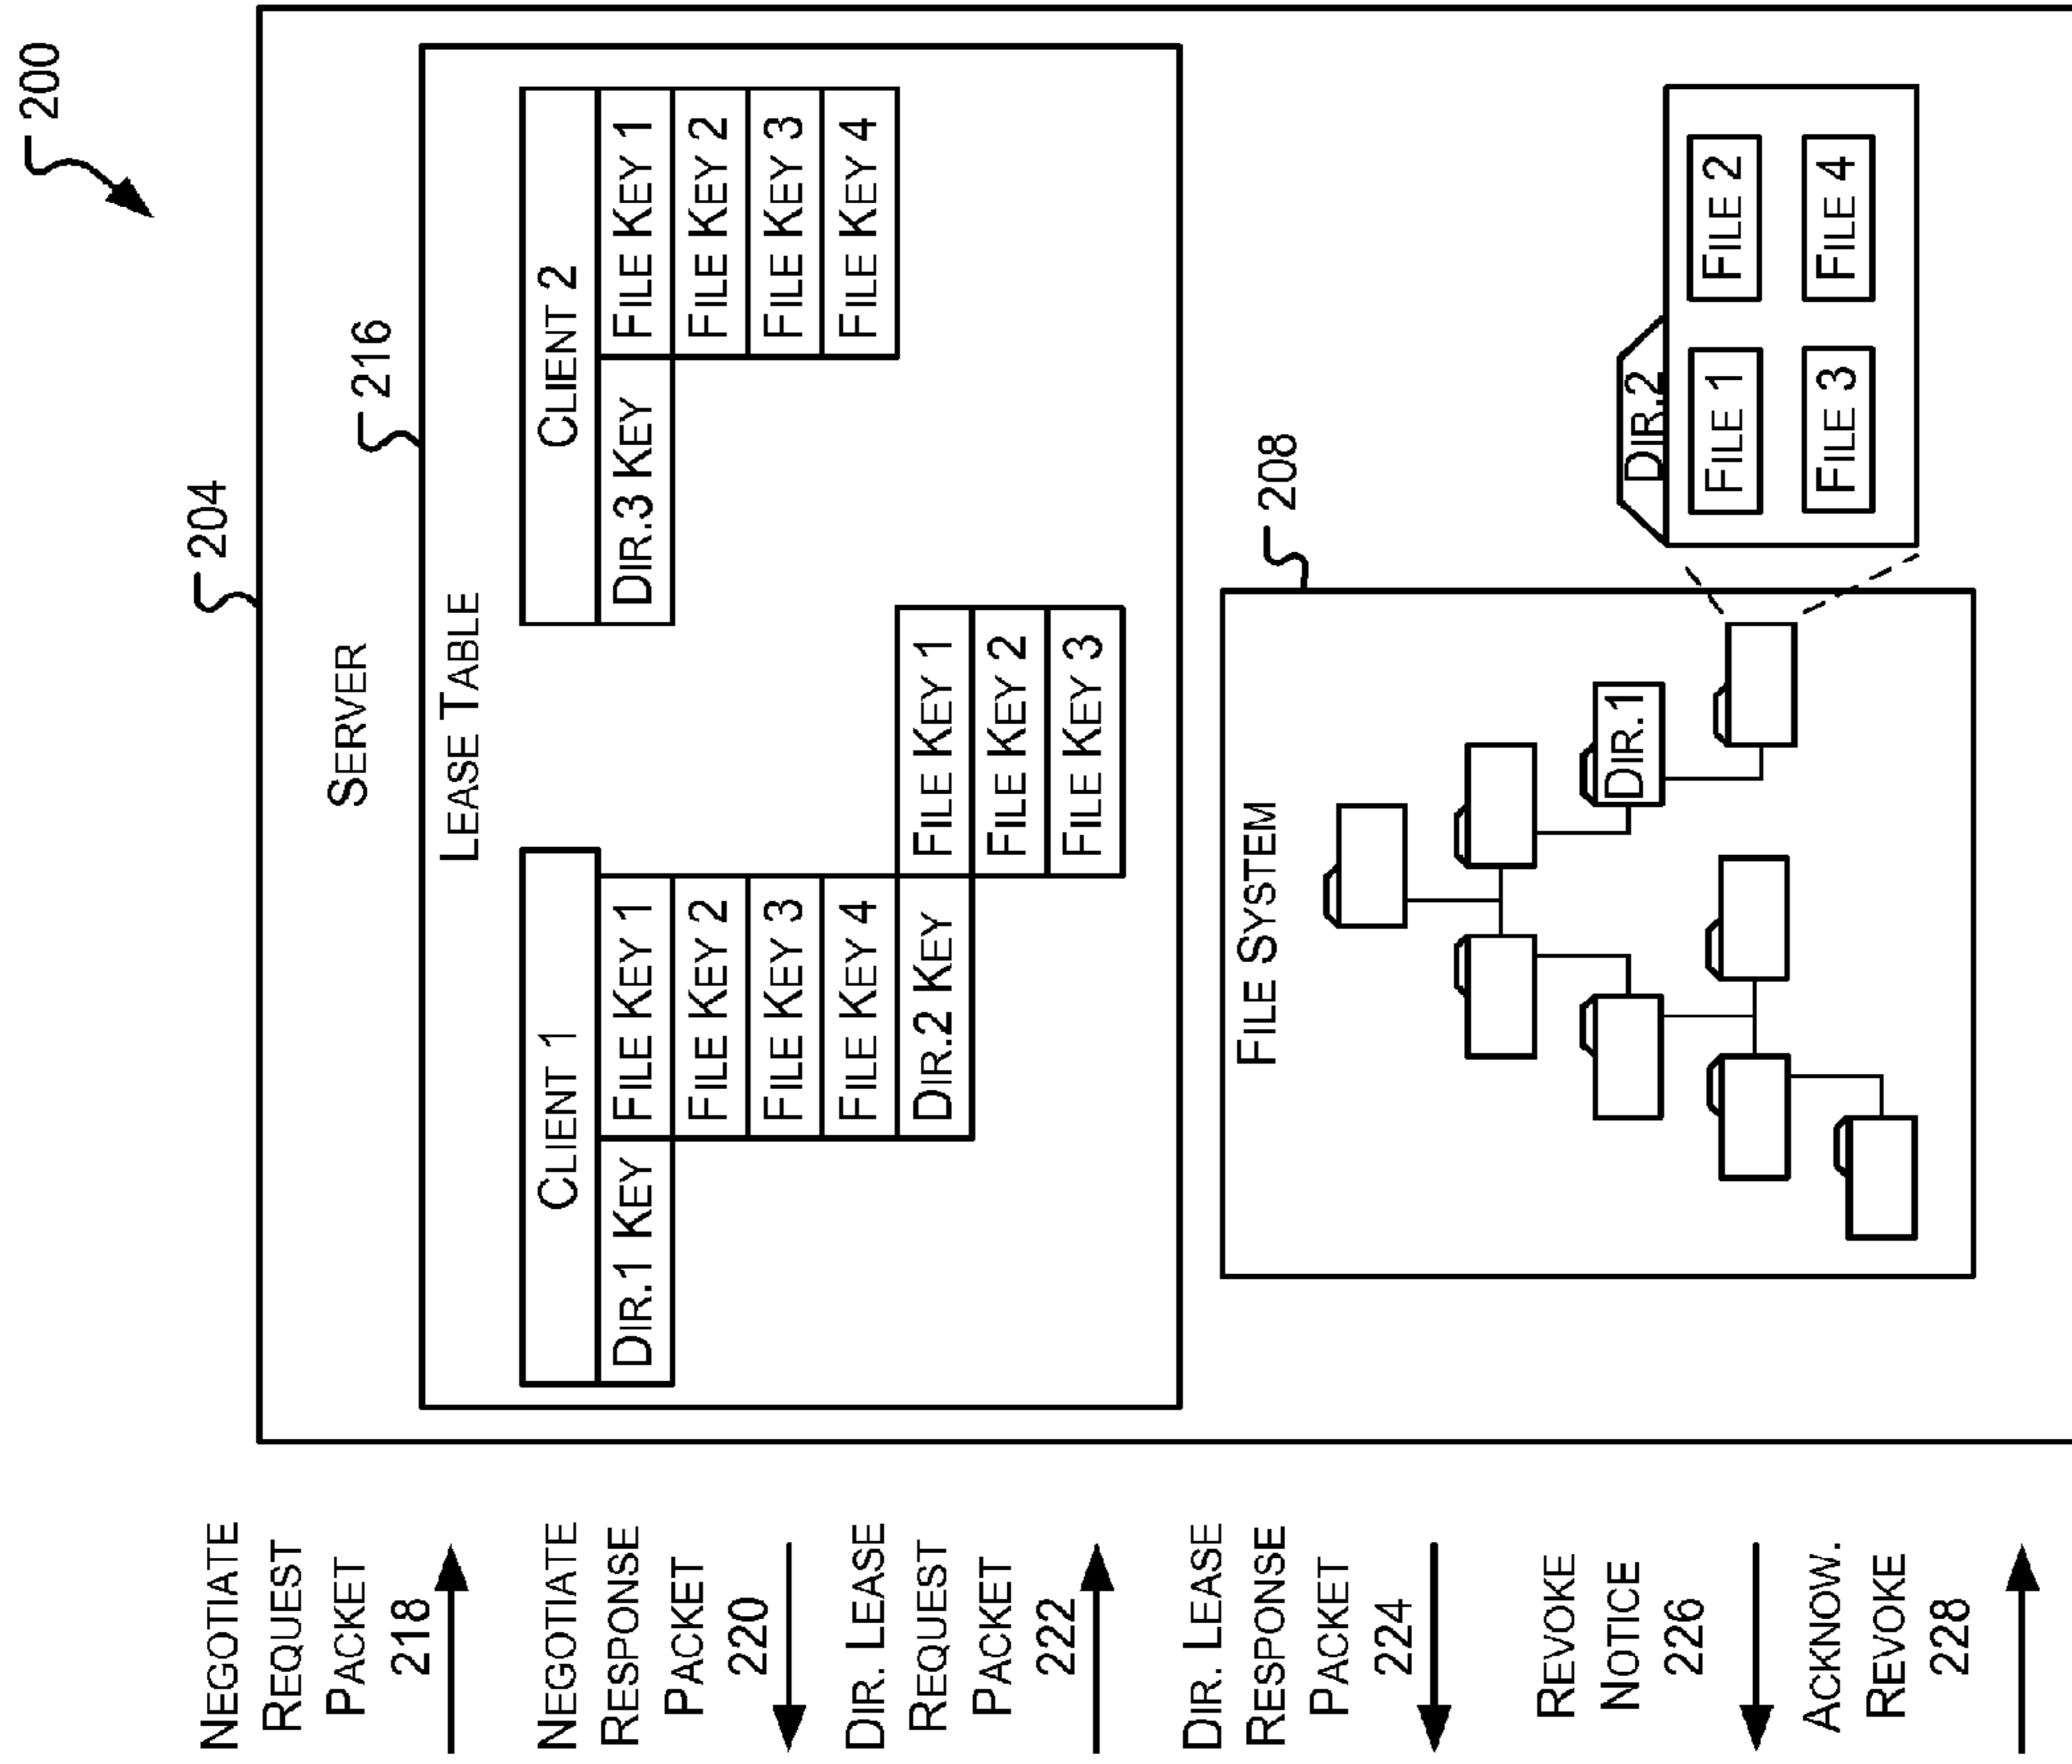 200
204
SERVER
216
LEASE TABLE
CLIENT 1
DIR.1 KEY
FILE KEY 1
FILE KEY 2
FILE KEY 3
FILE KEY 4
DIR.2 KEY
FILE KEY 1
FILE KEY 2
FILE KEY 3
CLIENT 2
DIR.3 KEY
FILE KEY 1
FILE KEY 2
FILE KEY 3
FILE KEY 4
208
FILE SYSTEM
DIR.1
DIR.2
FILE 1
FILE 2
FILE 3
FILE 4
NEGOTIATE
REQUEST
PACKET
218
NEGOTIATE
RESPONSE
PACKET
220
DIR. LEASE
REQUEST
PACKET
222
DIR. LEASE
RESPONSE
PACKET
224
REVOKE
NOTICE
226
ACKNOW.
REVOKE
228